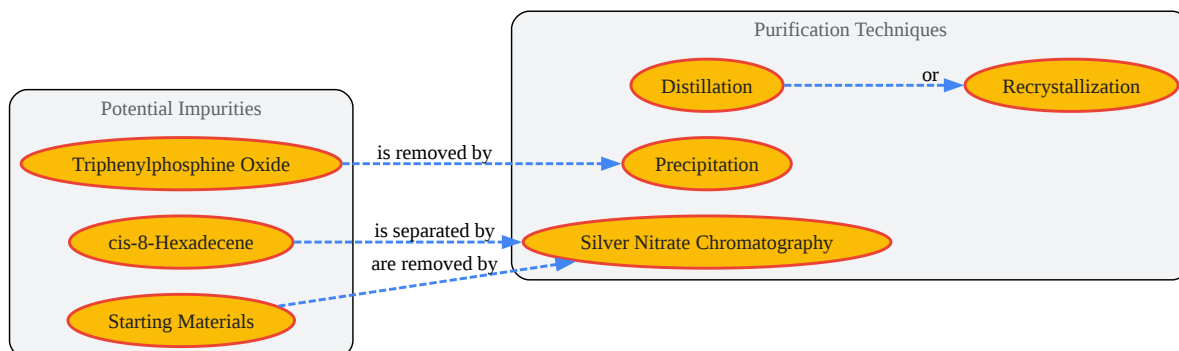 Purification Techniques
Distillation
or
Recrystallization
Potential Impurities
Triphenylphosphine Oxide
is removed by
Precipitation
cis-8-Hexadecene
is separated by
Silver Nitrate Chromatography
are removed by
Starting Materials